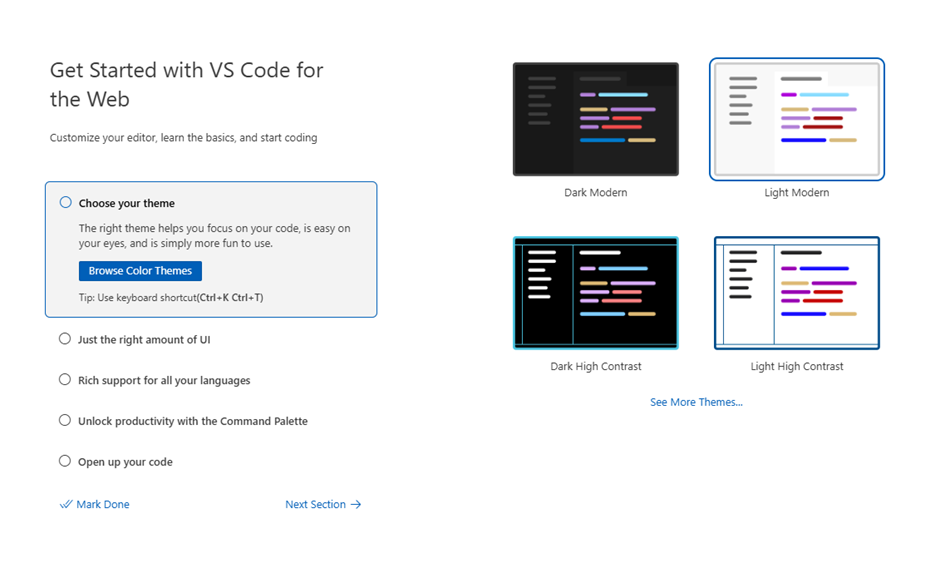 Get Started with VS Code for
the Web
Customize your editor, learn the basics, and start coding
Choose your theme
The right theme helps you focus on your code, is easy on
your eyes, and is simply more fun to use.
Browse Color Themes
Tip: Use keyboard shortcut(Ctrl+K Ctrl+T)
Just the right amount of UI
Rich support for all your languages
Unlock productivity with the Command Palette
Open up your code
Mark Done
Next Section
Dark Modern
Light Modern
Dark High Contrast
Light High Contrast
See More Themes...